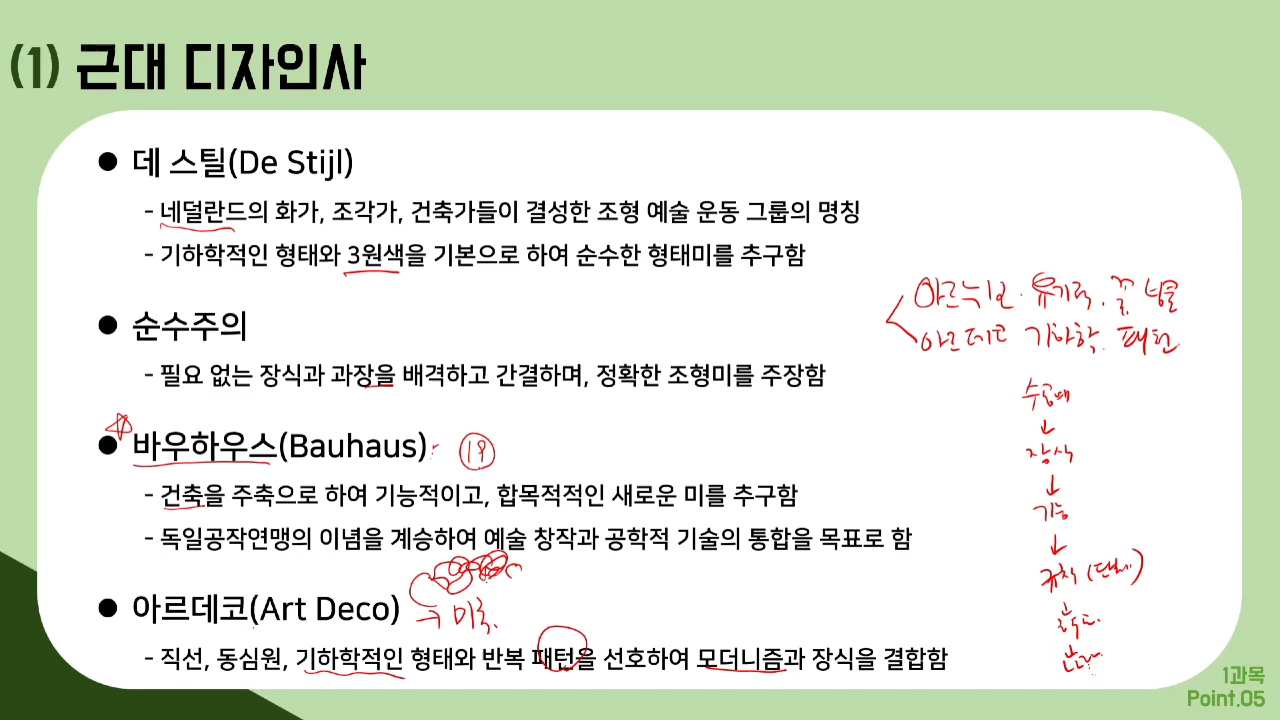 (1) 근대 디자인사
● 데 스틸(De Stijl)
- 네덜란드의 화가, 조각가, 건축가들이 결성한 조형 예술 운동 그룹의 명칭
- 기하학적인 형태와 3원색을 기본으로 하여 순수한 형태미를 추구함
● 순수주의
- 필요 없는 장식과 과장을 배격하고 간결하며, 정확한 조형미를 주장함
● 바우하우스(Bauhaus)
19
- 건축을 주축으로 하여 기능적이고, 합목적적인 새로운 미를 추구함
- 독일공작연맹의 이념을 계승하여 예술 창작과 공학적 기술의 통합을 목표로 함
● 아르데코(Art Deco)
→ 미국.
- 직선, 동심원, 기하학적인 형태와 반복 패턴을 선호하여 모더니즘과 장식을 결합함
아르누보. 유기적. 꽃 넝쿨
아르데코 기하학. 패턴.
수공예
↓
장식
↓
기능
↓
규칙 (단체)
1과목
Point.05